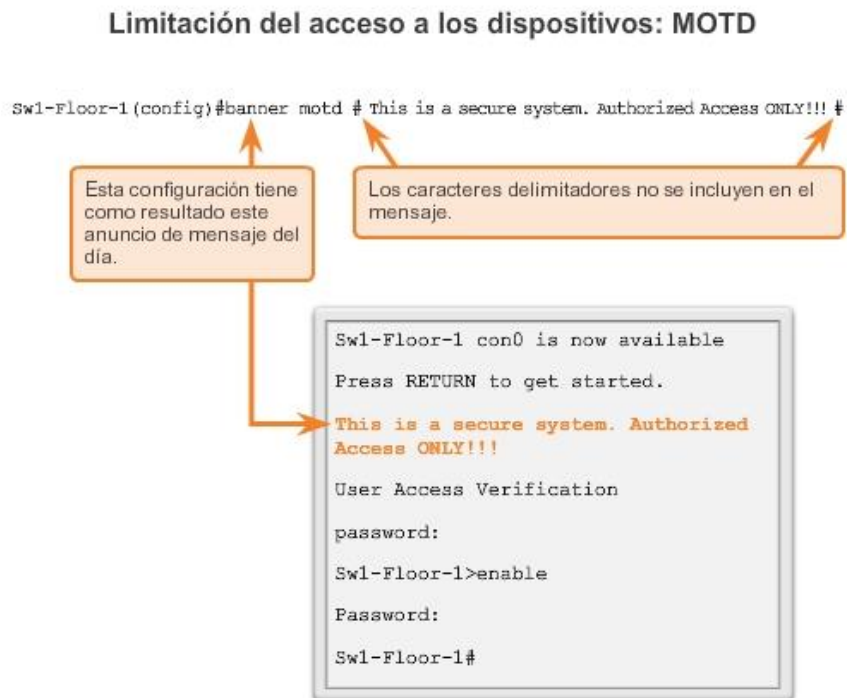 Limitación del acceso a los dispositivos: MOTD
Sw1-Floor-1(config)#banner motd # This is a secure system. Authorized Access ONLY!!! #
Esta configuración tiene
como resultado este
anuncio de mensaje del
día.
Los caracteres delimitadores no se incluyen en el
mensaje.
Sw1-Floor-1 con0 is now available
Press RETURN to get started.
This is a secure system. Authorized
Access ONLY!!!
User Access Verification
password:
Sw1-Floor-1>enable
Password:
Sw1-Floor-1#